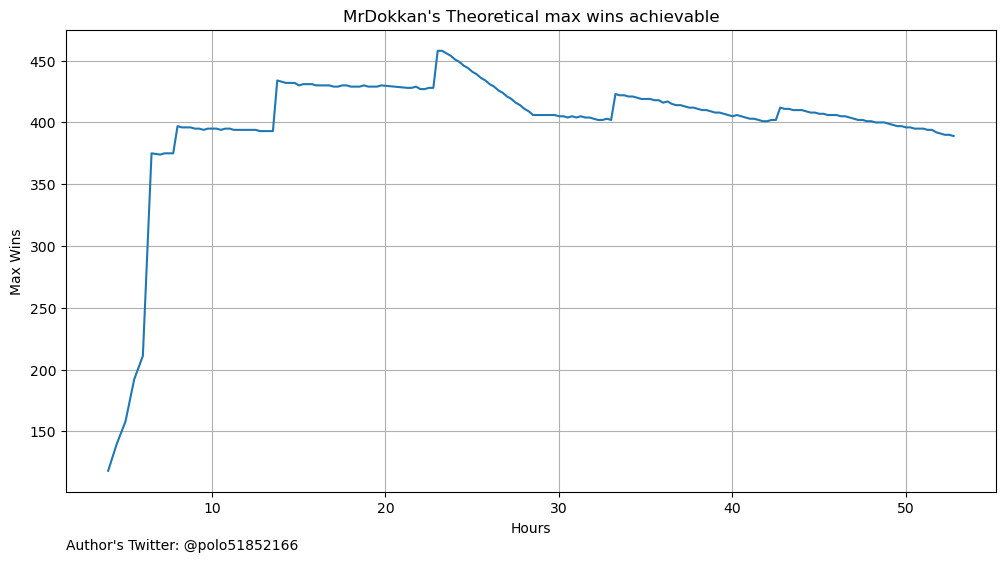 MrDokkan's Theoretical max wins achievable
450
400
350
300
250
200
150
Max Wins
10 20 30 40 50
Hours
Author's Twitter: @polo51852166